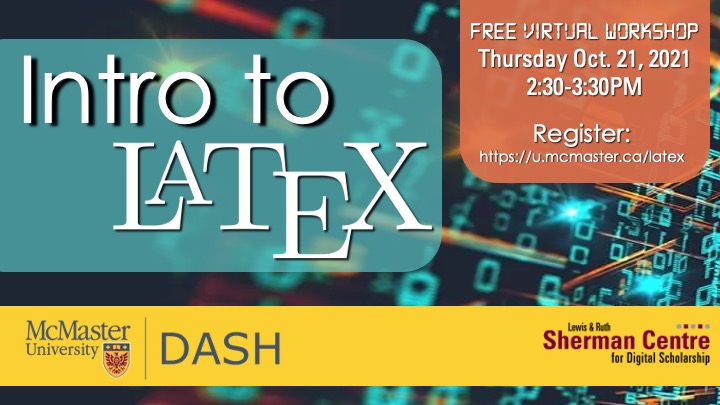 Intro to
LATEX
FREE VIRTUAL WORKSHOP
Thursday Oct. 21, 2021
2:30-3:30PM
Register:
https://u.mcmaster.ca/latex
McMaster
University
DASH
Lewis & Ruth
Sherman Centre
for Digital Scholarship